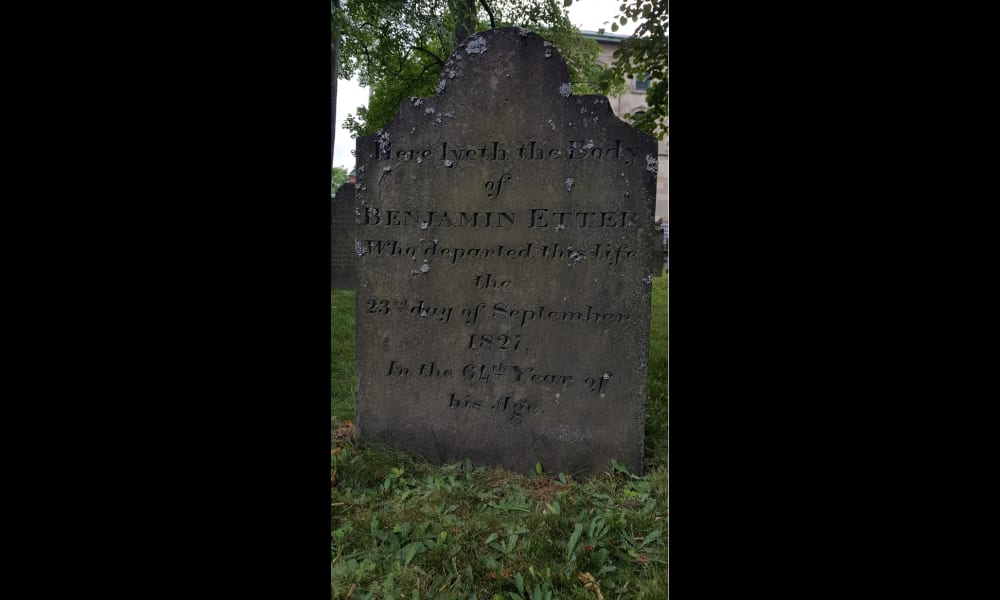 Here lyeth the Body
of
BENJAMIN ETTER
Who departed this life
the
23rd day of September
1827,
In the 64th Year of
his Age.